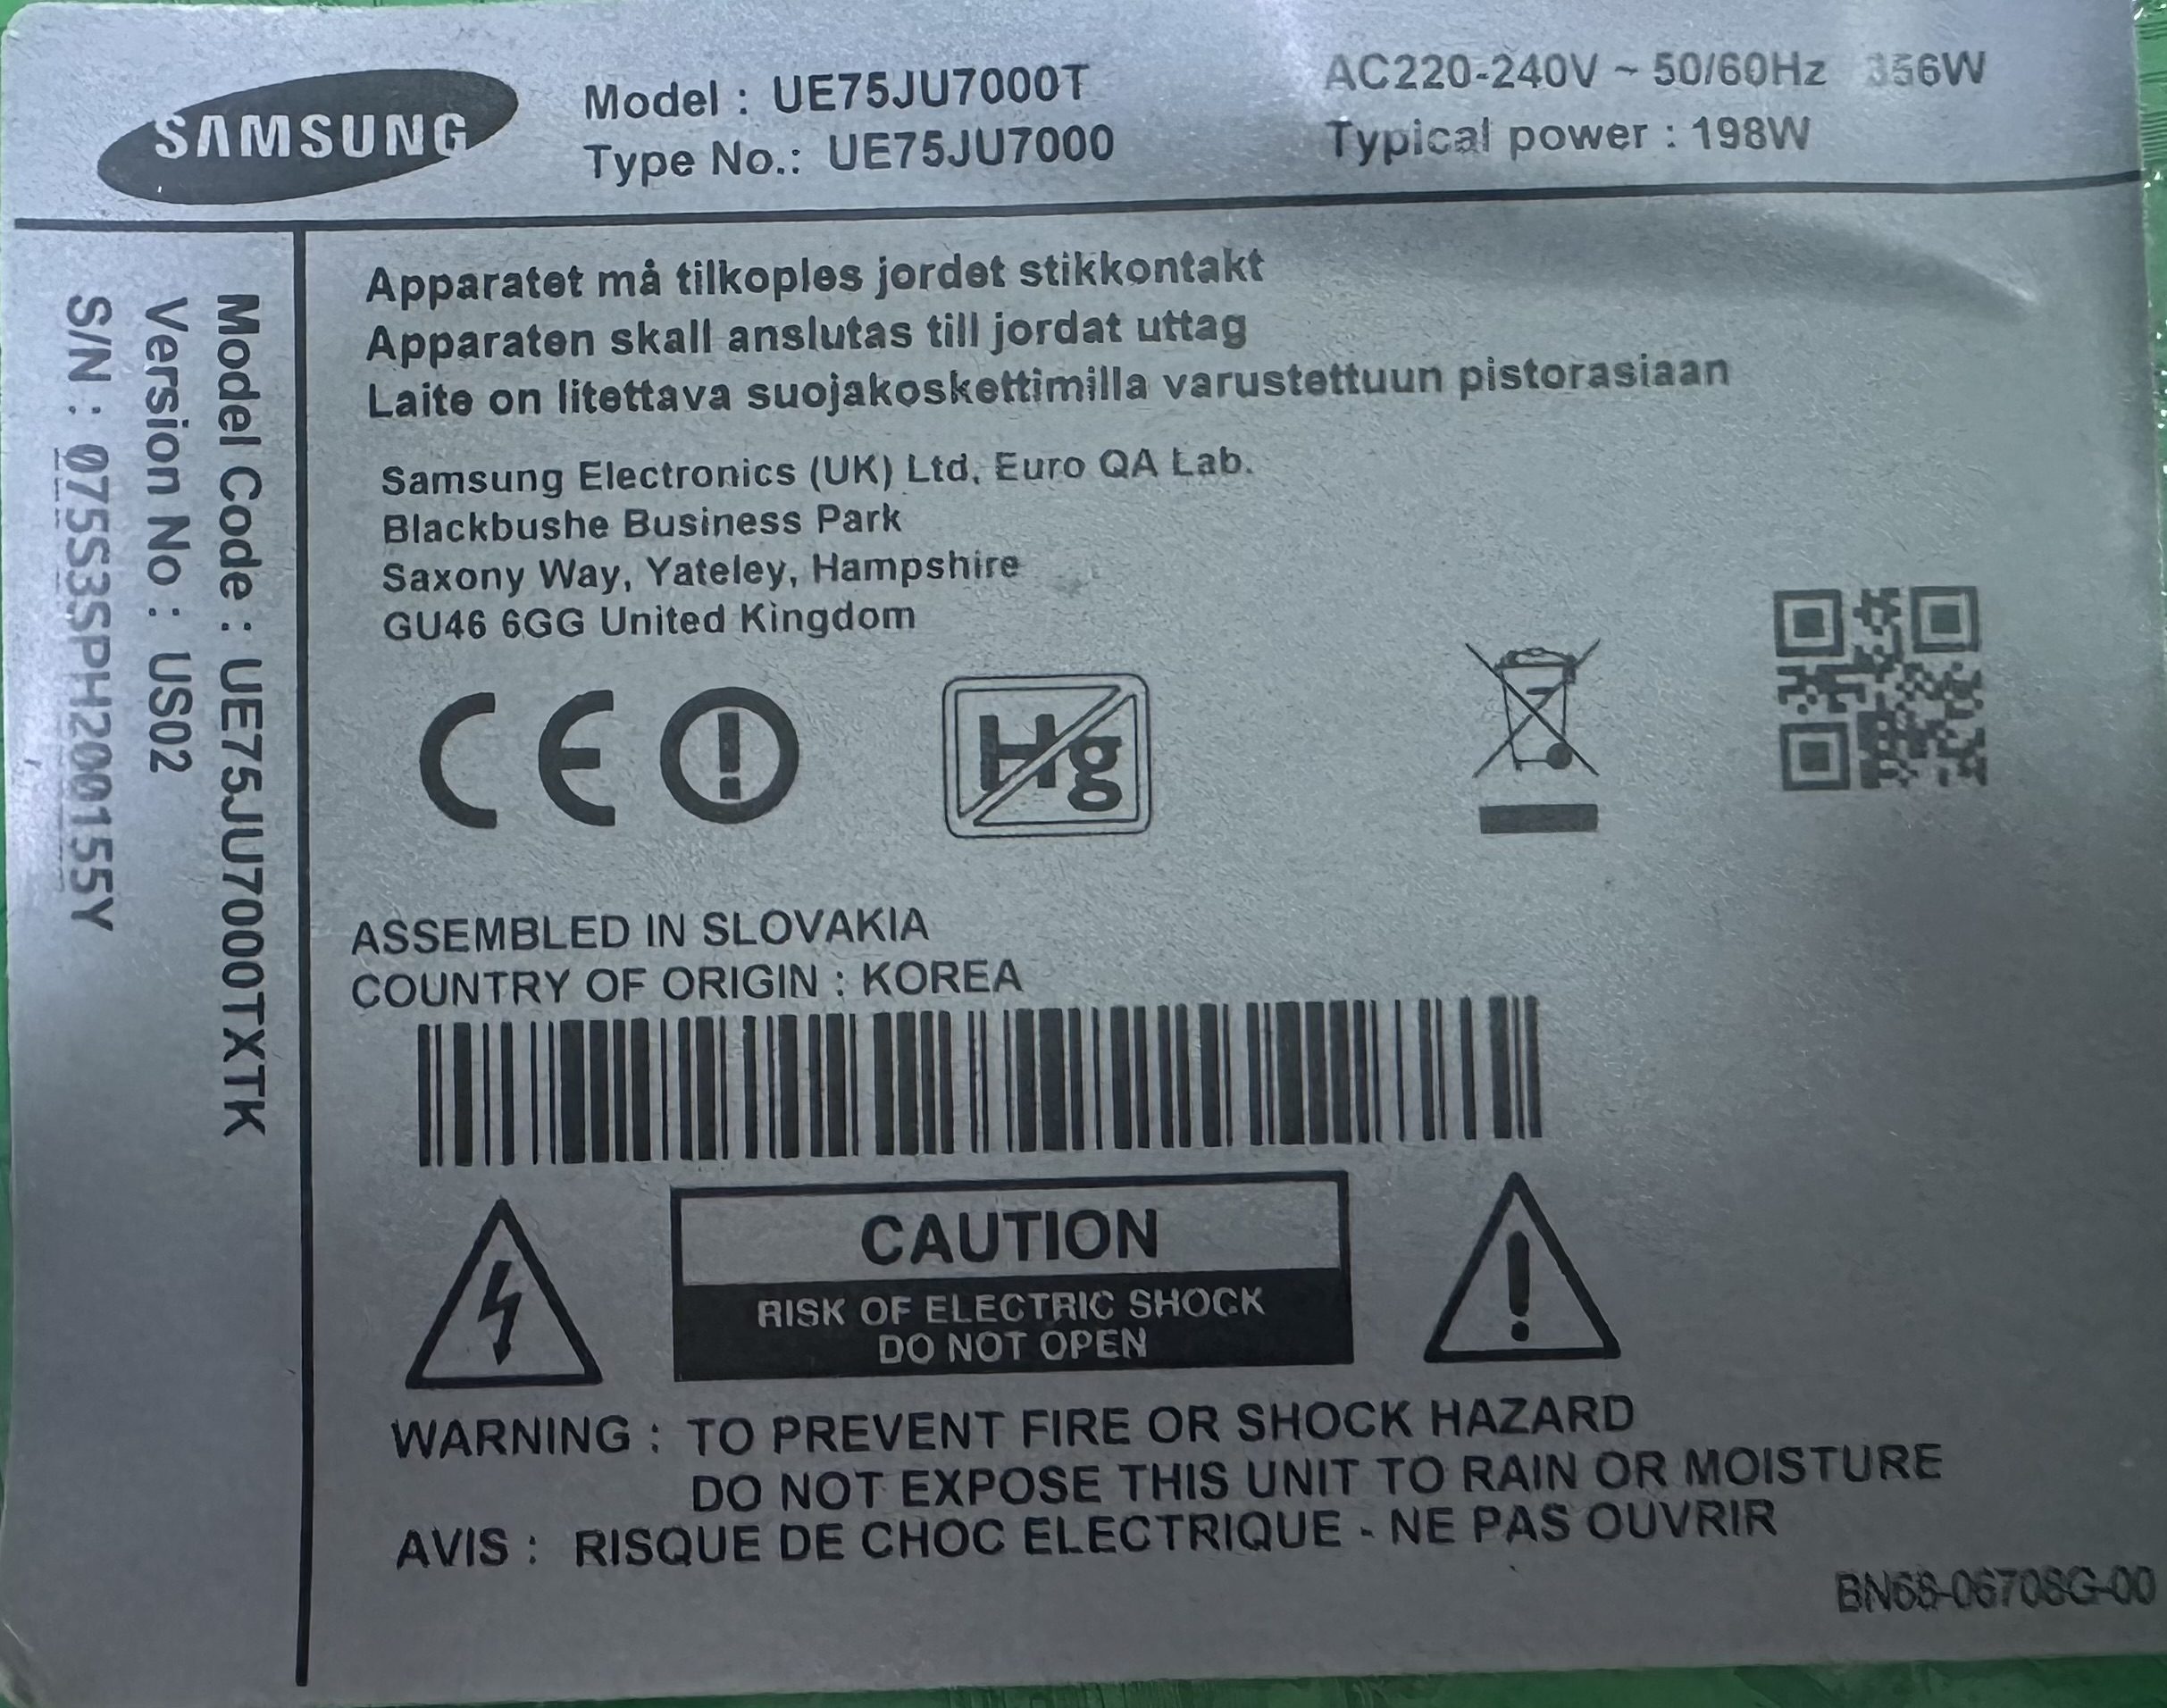 SAMSUNG
Model : UE75JU7000T
Type No.: UE75JU7000
AC220-240V ~ 50/60Hz 356W
Typical power : 198W
Model Code : UE75JU7000TXTK
Version No : US02
S/N : 075S3SPH200155Y
Apparatet må tilkoples jordet stikkontakt
Apparaten skall anslutas till jordat uttag
Laite on litettava suojakoskettimilla varustettuun pistorasiaan
Samsung Electronics (UK) Ltd, Euro QA Lab.
Blackbushe Business Park
Saxony Way, Yateley, Hampshire
GU46 6GG United Kingdom
CE
Hg
ASSEMBLED IN SLOVAKIA
COUNTRY OF ORIGIN : KOREA
CAUTION
RISK OF ELECTRIC SHOCK
DO NOT OPEN
WARNING : TO PREVENT FIRE OR SHOCK HAZARD
DO NOT EXPOSE THIS UNIT TO RAIN OR MOISTURE
AVIS : RISQUE DE CHOC ELECTRIQUE - NE PAS OUVRIR
BN68-06708G-00